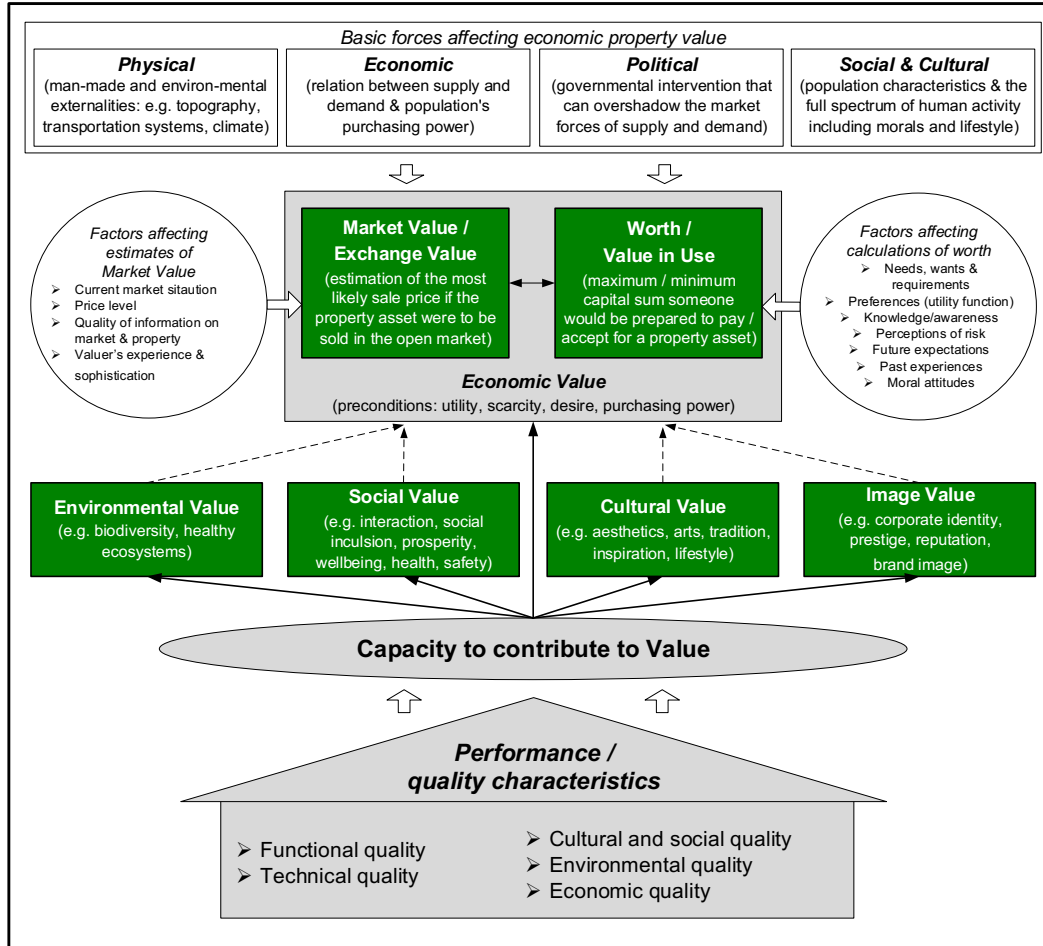 Basic forces affecting economic property value
Physical
(man-made and environ-mental
externalities: e.g. topography,
transportation systems, climate)
Economic
(relation between supply and
demand & population's
purchasing power)
Political
(governmental intervention that
can overshadow the market
forces of supply and demand)
Social & Cultural
(population characteristics & the
full spectrum of human activity
including morals and lifestyle)
Factors affecting
estimates of
Market Value
➢ Current market sitaution
➢ Price level
➢ Quality of information on
market & property
➢ Valuer's experience &
sophistication
Market Value /
Exchange Value
(estimation of the most
likely sale price if the
property asset were to be
sold in the open market)
Worth /
Value in Use
(maximum / minimum
capital sum someone
would be prepared to pay /
accept for a property asset)
Factors affecting
calculations of worth
➢ Needs, wants &
requirements
➢ Preferences (utility function)
➢ Knowledge/awareness
➢ Perceptions of risk
➢ Future expectations
➢ Past experiences
➢ Moral attitudes
Economic Value
(preconditions: utility, scarcity, desire, purchasing power)
Environmental Value
(e.g. biodiversity, healthy
ecosystems)
Social Value
(e.g. interaction, social
inculsion, prosperity,
wellbeing, health, safety)
Cultural Value
(e.g. aesthetics, arts, tradition,
inspiration, lifestyle)
Image Value
(e.g. corporate identity,
prestige, reputation,
brand image)
Capacity to contribute to Value
Performance /
quality characteristics
➢ Functional quality
➢ Technical quality
➢ Cultural and social quality
➢ Environmental quality
➢ Economic quality